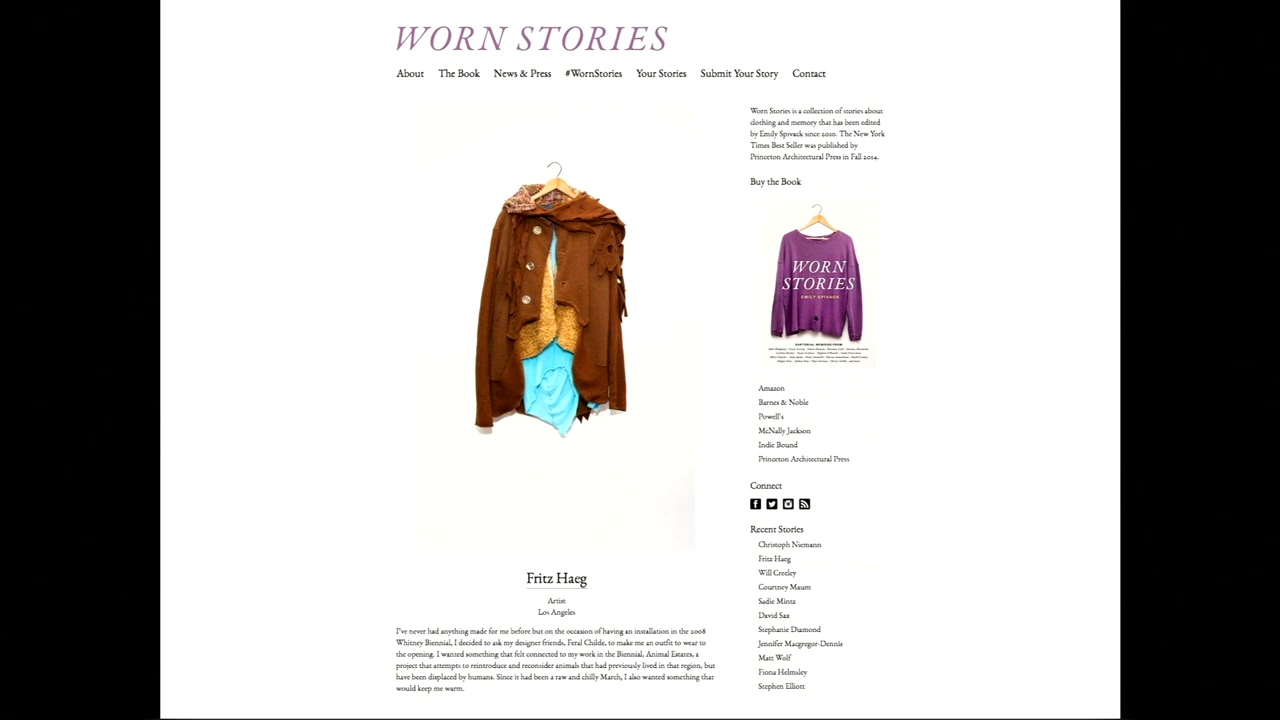 WORN STORIES
About The Book News & Press #WornStories Your Stories Submit Your Story Contact
Worn Stories is a collection of stories about
clothing and memory that has been edited
by Emily Spivack since 2010. The New York
Times Best Seller was published by
Princeton Architectural Press in Fall 2014.
Buy the Book
WORN
STORIES
EMILY SPIVACK
SARTORIAL MEMOIRS FROM
Amazon
Barnes & Noble
Powell's
McNally Jackson
Indie Bound
Princeton Architectural Press
Connect
Recent Stories
Christoph Niemann
Fritz Haeg
Will Creeley
Courtney Maum
Sadie Minta
David Sax
Stephanie Diamond
Jennifer Macgregor-Dennis
Matt Wolf
Fiona Helmsley
Stephen Elliott
Fritz Haeg
Artist
Los Angeles
I've never had anything made for me before but on the occasion of having an installation in the 2008
Whitney Biennial, I decided to ask my designer friends, Feral Childe, to make me an outfit to wear to
the opening. I wanted something that felt connected to my work in the Biennial, Animal Estates, a
project that attempts to reintroduce and reconsider animals that had previously lived in that region, but
have been displaced by humans. Since it had been a raw and chilly March, I also wanted something that
would keep me warm.